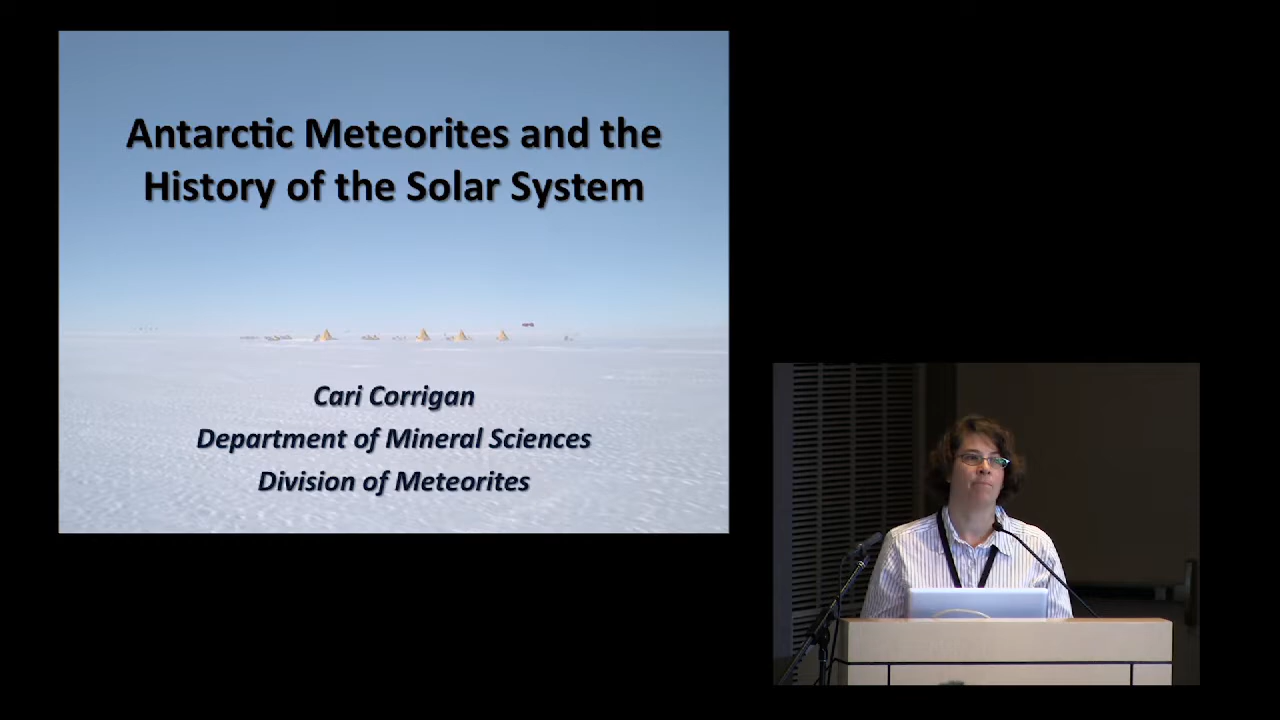 Antarctic Meteorites and the
History of the Solar System
Cari Corrigan
Department of Mineral Sciences
Division of Meteorites